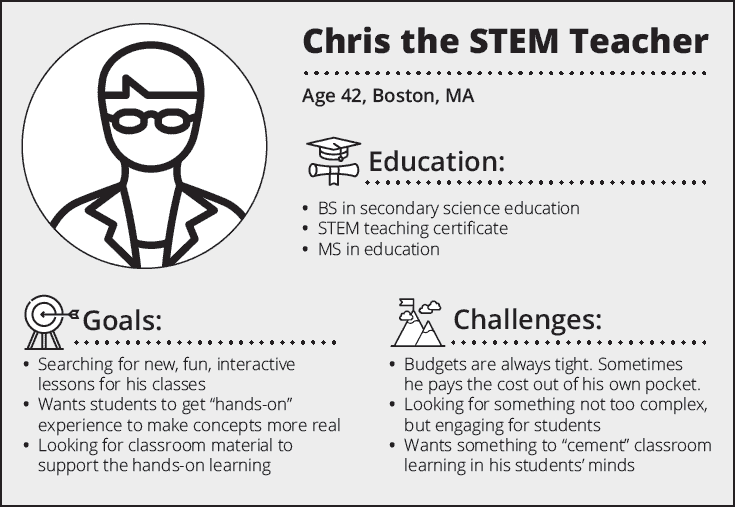 Chris the STEM Teacher
Age 42, Boston, MA
Education:
• BS in secondary science education
• STEM teaching certificate
• MS in education
Goals:
• Searching for new, fun, interactive
lessons for his classes
• Wants students to get “hands-on”
experience to make concepts more real
• Looking for classroom material to
support the hands-on learning
Challenges:
• Budgets are always tight. Sometimes
he pays the cost out of his own pocket.
• Looking for something not too complex,
but engaging for students
• Wants something to “cement” classroom
learning in his students’ minds